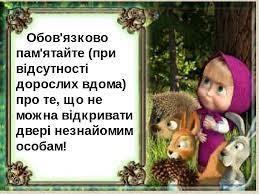 Обов'язково
пам'ятайте (при
відсутності
дорослих вдома)
про те, що не
можна відкривати
двері незнайомим
особам!